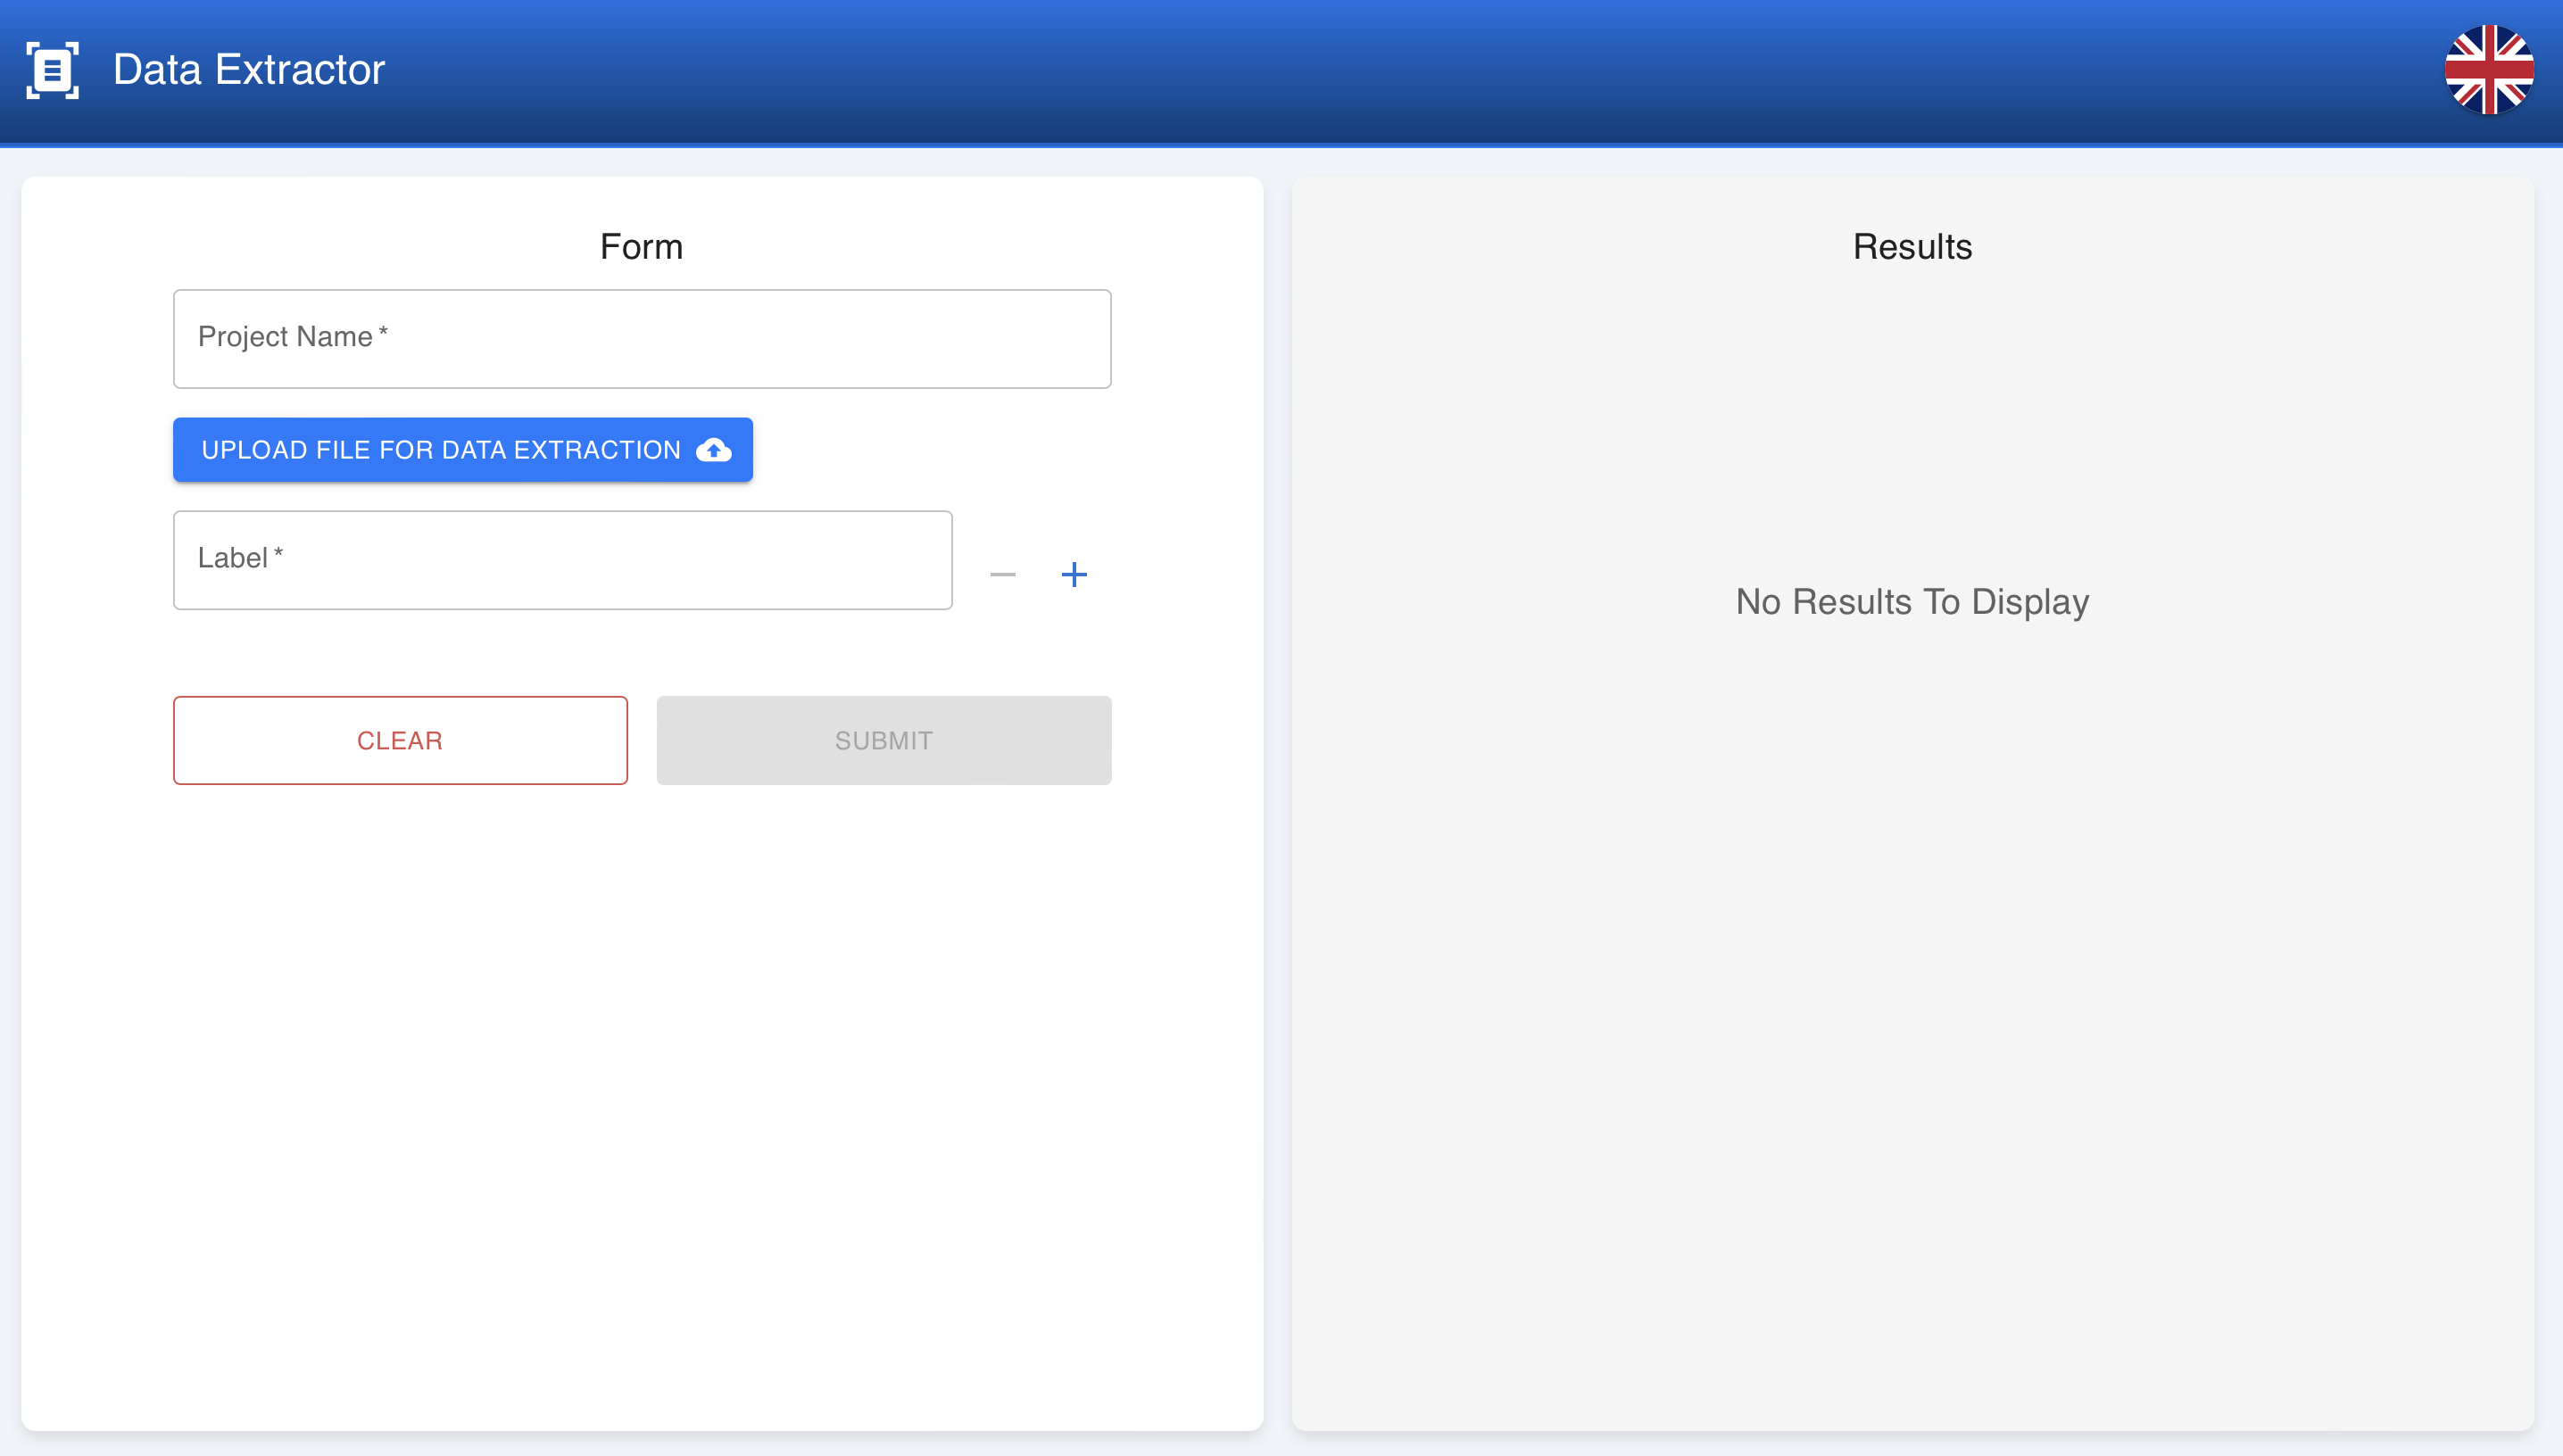 Data Extractor
Form
Project Name *
UPLOAD FILE FOR DATA EXTRACTION
Label *
CLEAR
SUBMIT
Results
No Results To Display